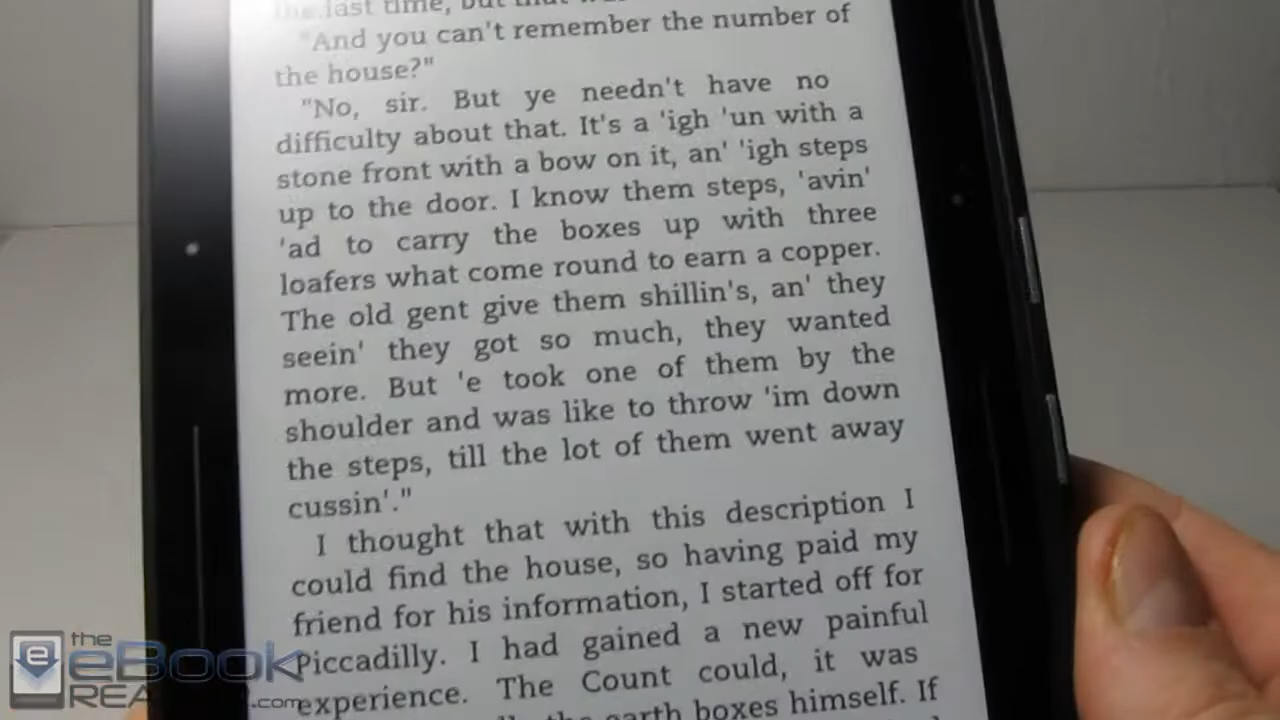 the last time, but that
"And you can't remember the number of
the house?"
"No, sir. But ye needn't have no
difficulty about that. It's a 'igh 'un with a
stone front with a bow on it, an' 'igh steps
up to the door. I know them steps, 'avin'
'ad to carry the boxes up with three
loafers what come round to earn a copper.
The old gent give them shillin's, an' they
seein' they got so much, they wanted
more. But 'e took one of them by the
shoulder and was like to throw 'im down
the steps, till the lot of them went away
cussin'."
I thought that with this description I
could find the house, so having paid my
friend for his information, I started off for
Piccadilly. I had gained a new painful
experience. The Count could, it was
the earth boxes himself. If
the
eBook
REA .com